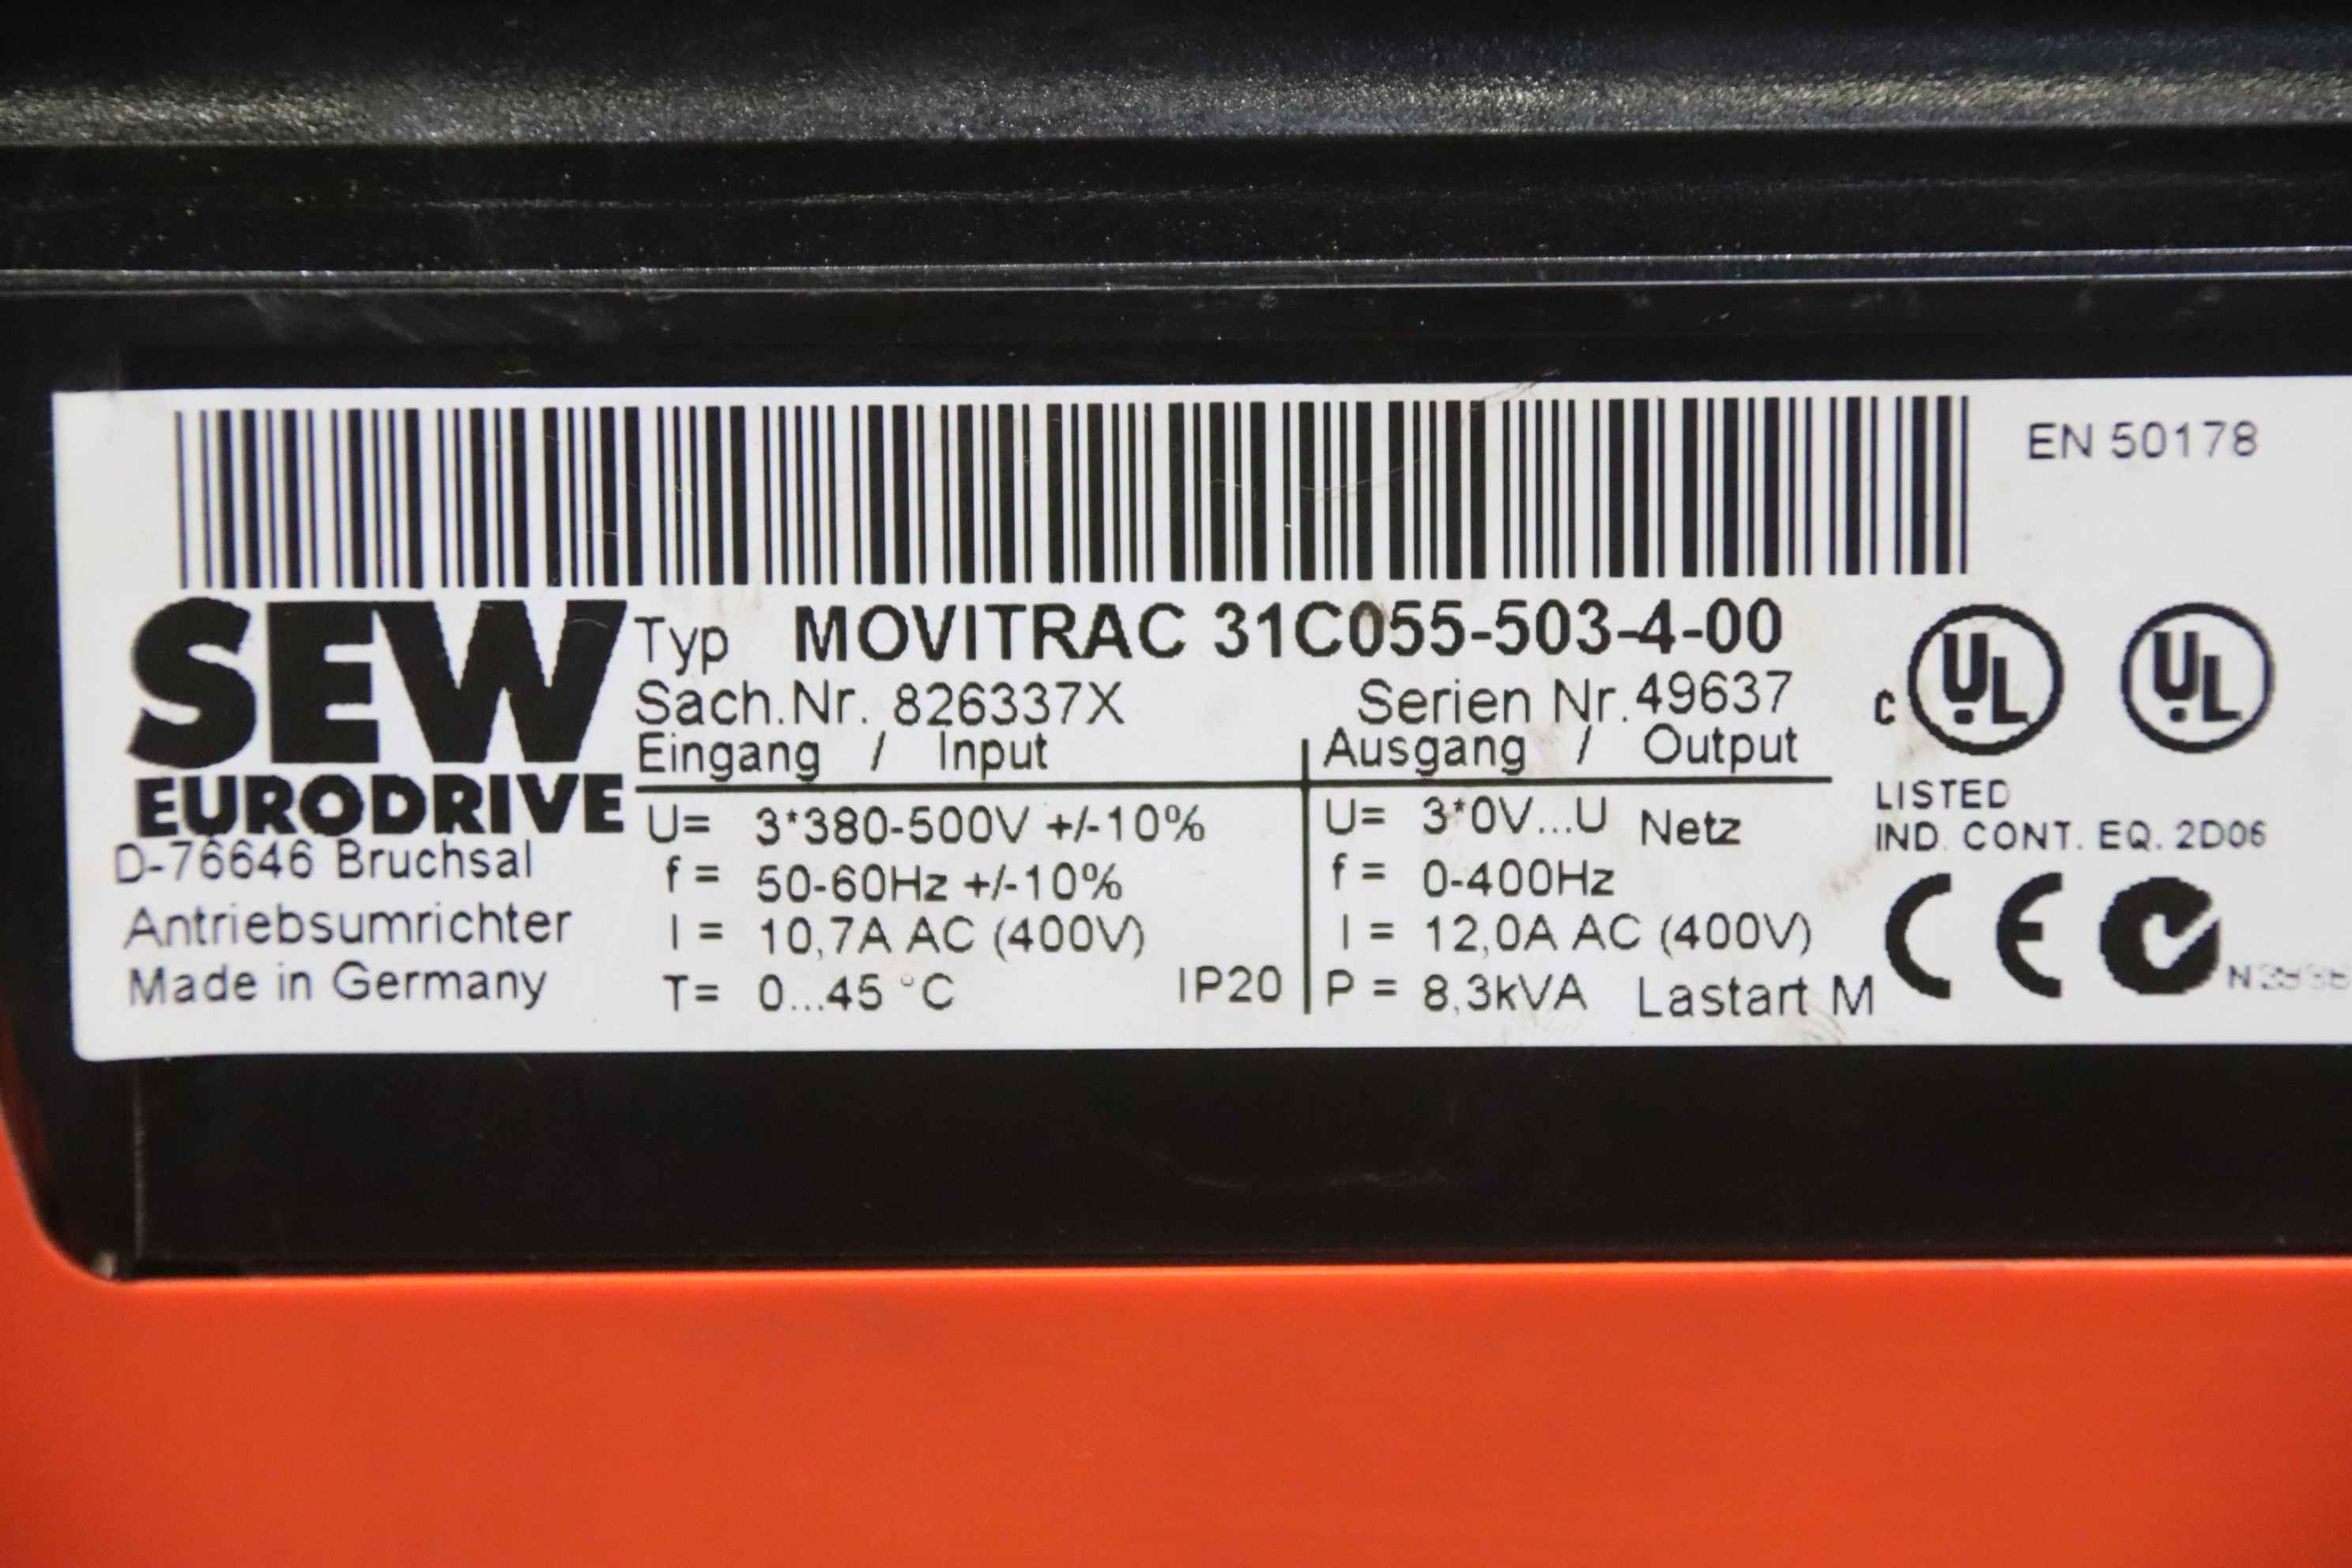 EN 50178
SEW
EURODRIVE
D-76646 Bruchsal
Antriebsumrichter
Made in Germany
Typ MOVITRAC 31C055-503-4-00
Sach.Nr. 826337X Serien Nr. 49637
Eingang / Input Ausgang / Output
U= 3*380-500V +/-10% U= 3*0V...U Netz
f = 50-60Hz +/-10% f = 0-400Hz
I = 10,7A AC (400V) I = 12,0A AC (400V)
T= 0...45 °C IP20 P = 8,3kVA Lastart M
c UL UL
LISTED
IND. CONT. EQ. 2D06
CE